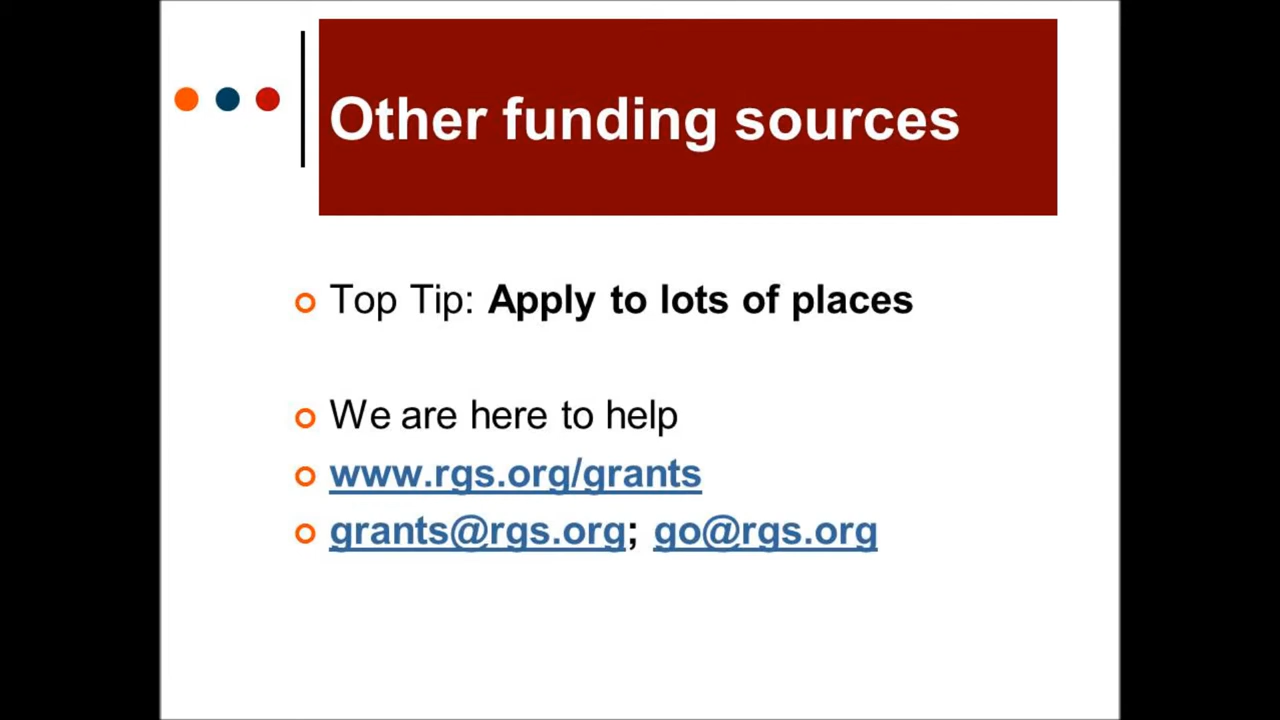 Other funding sources
Top Tip: Apply to lots of places
We are here to help
www.rgs.org/grants
grants@rgs.org; go@rgs.org